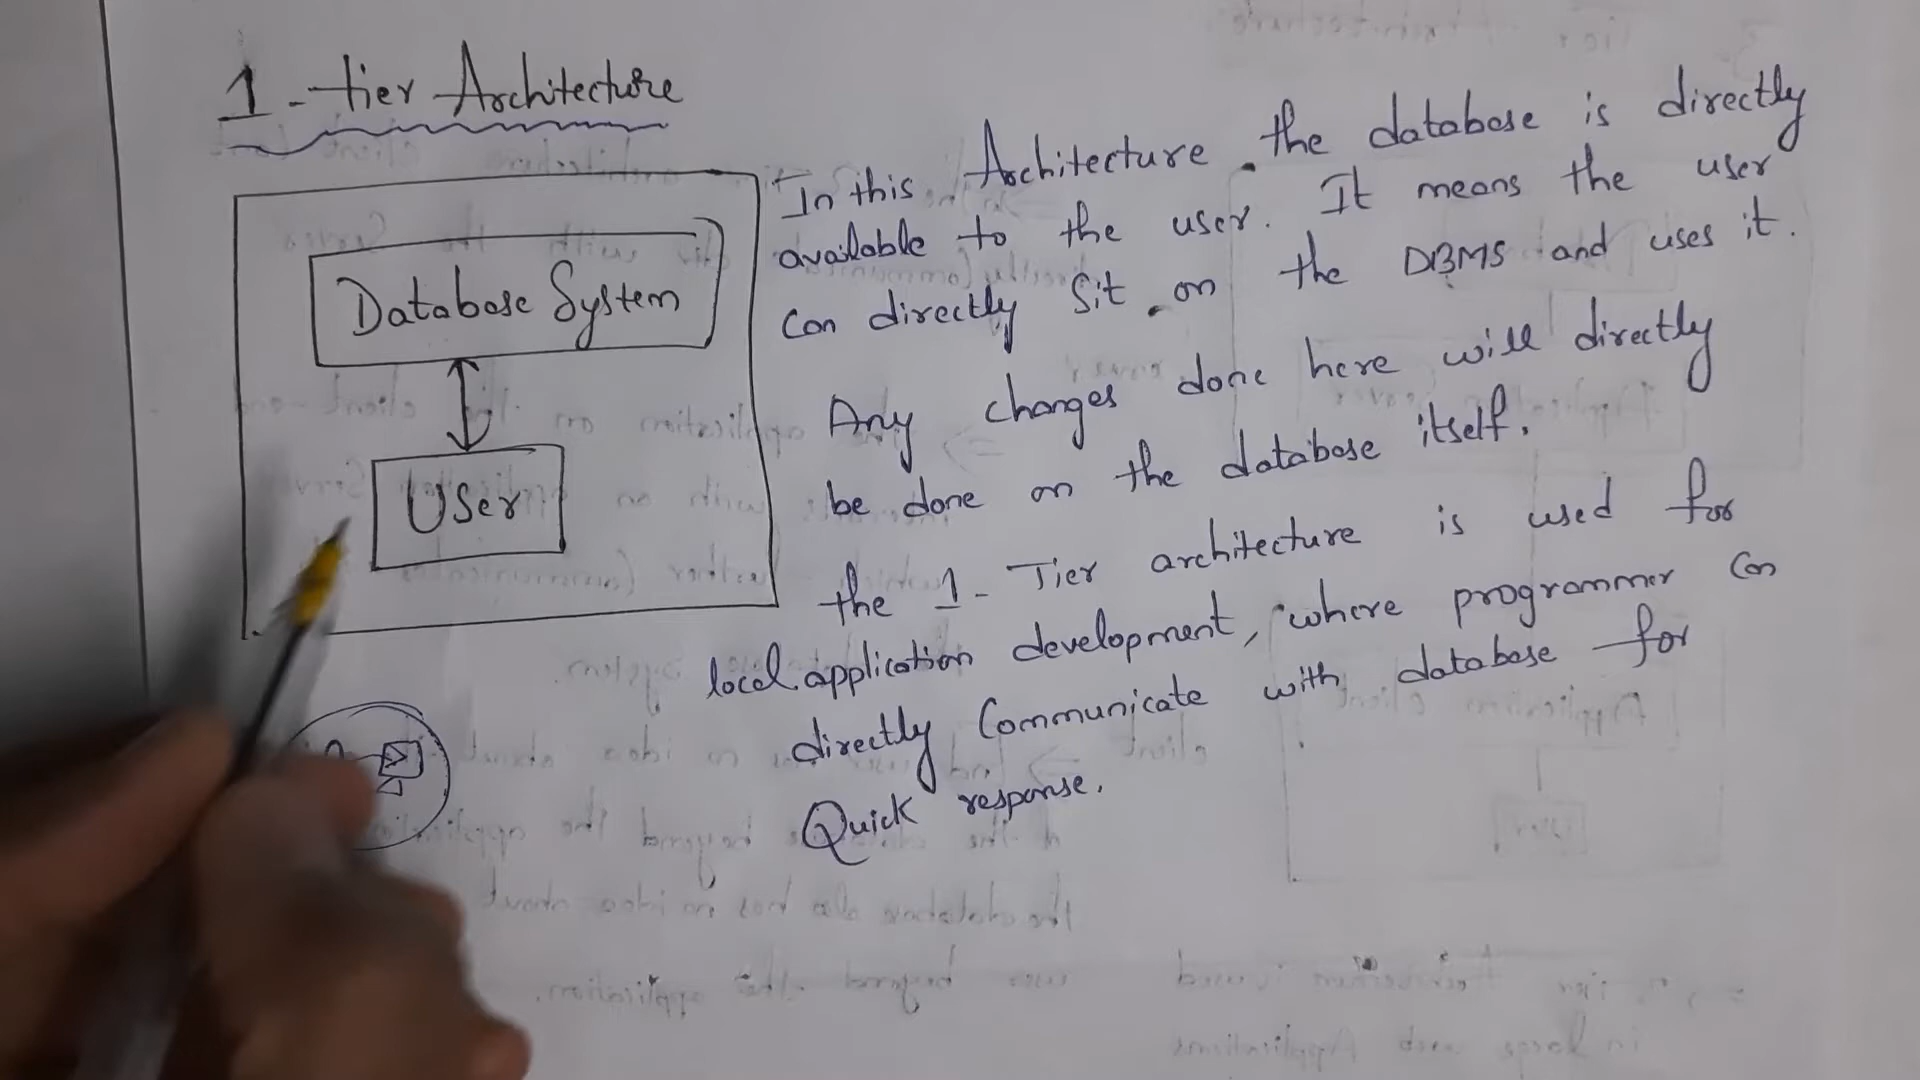 1-tier Architecture
Database System
User
In this Architecture the database is directly
available to the user. It means the user
can directly sit on the DBMS and uses it.
Any changes done here will directly
be done on the database itself.
the 1-Tier architecture is used for
local application development, where programmer can
directly Communicate with database for
Quick response.